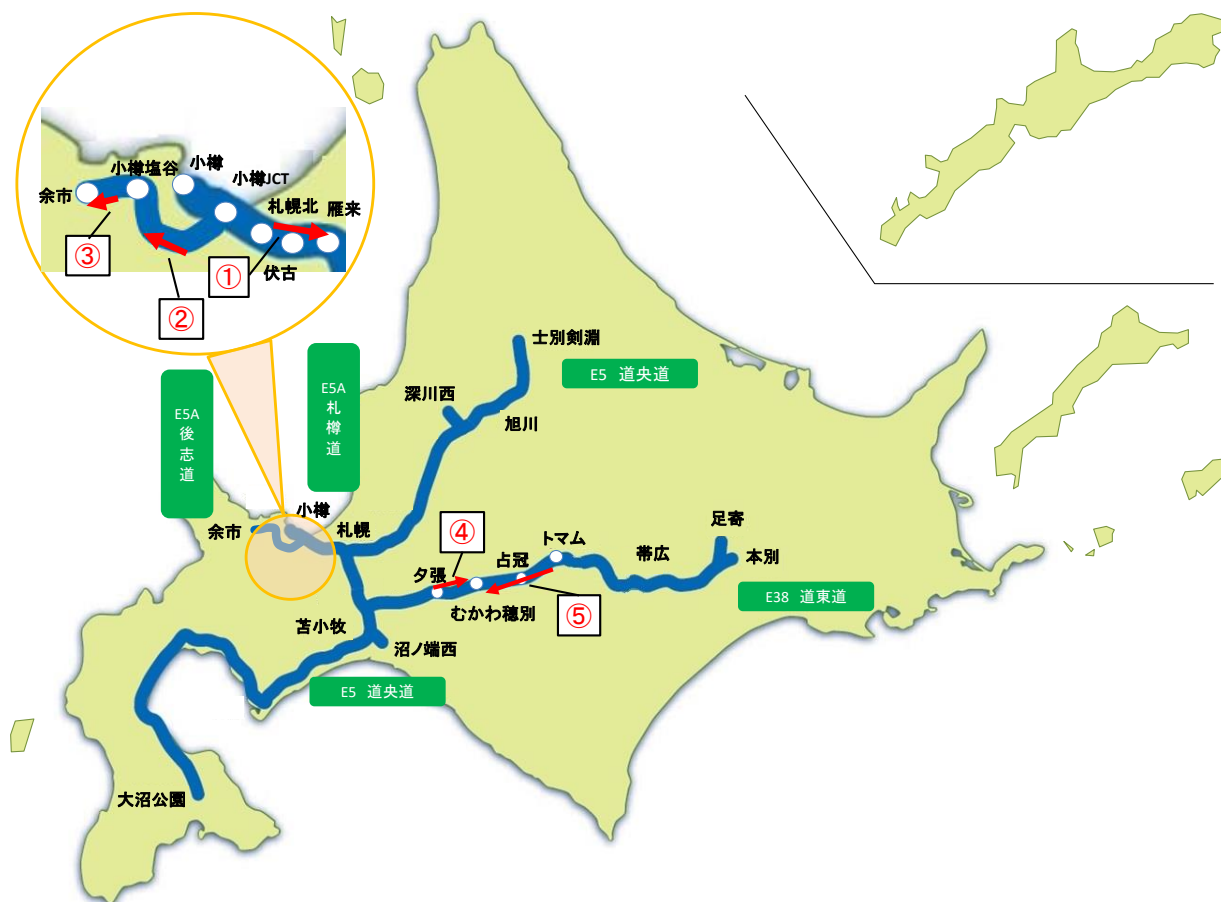 小樽塩谷
小樽
小樽JCT
余市
札幌北
雁来
③
①
伏古
②
士別剣淵
E5 道央道
E5A
札
樽
道
E5A
後
志
道
深川西
旭川
小樽
余市
札幌
④
足寄
トマム
占冠
帯広
本別
夕張
E38 道東道
むかわ穂別
⑤
苫小牧
沼ノ端西
E5 道央道
大沼公園